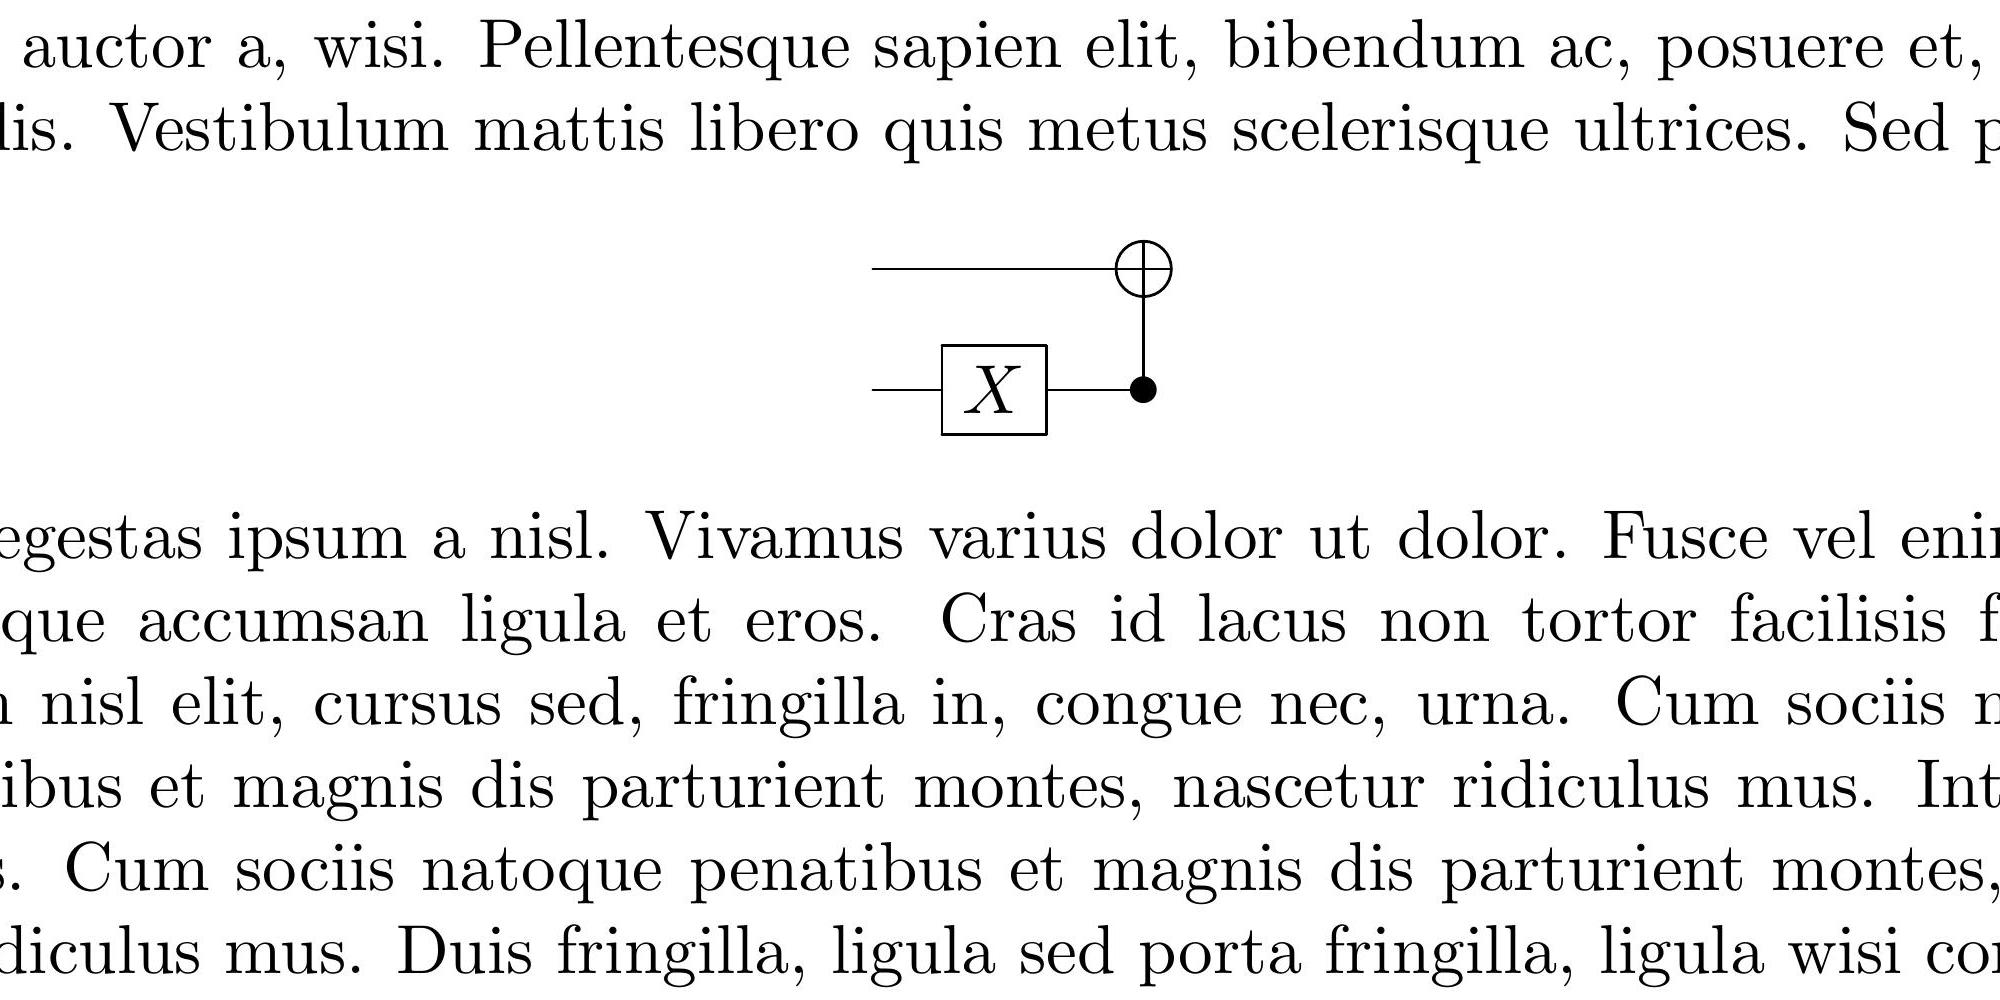 auctor a, wisi. Pellentesque sapien elit, bibendum ac, posuere et,
lis. Vestibulum mattis libero quis metus scelerisque ultrices. Sed p
X
egestas ipsum a nisl. Vivamus varius dolor ut dolor. Fusce vel enim
que accumsan ligula et eros. Cras id lacus non tortor facilisis f
nisl elit, cursus sed, fringilla in, congue nec, urna. Cum sociis n
ibus et magnis dis parturient montes, nascetur ridiculus mus. Int
s. Cum sociis natoque penatibus et magnis dis parturient montes,
diculus mus. Duis fringilla, ligula sed porta fringilla, ligula wisi con